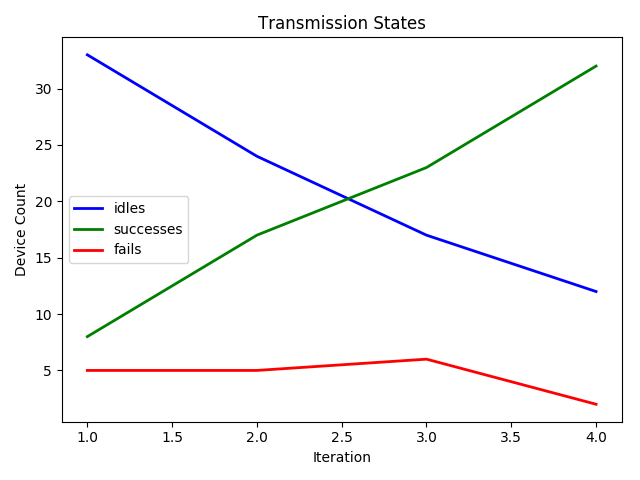 Transmission States
Device Count
30
25
20
15
10
5
idles
successes
fails
1.0 1.5 2.0 2.5 3.0 3.5 4.0
Iteration